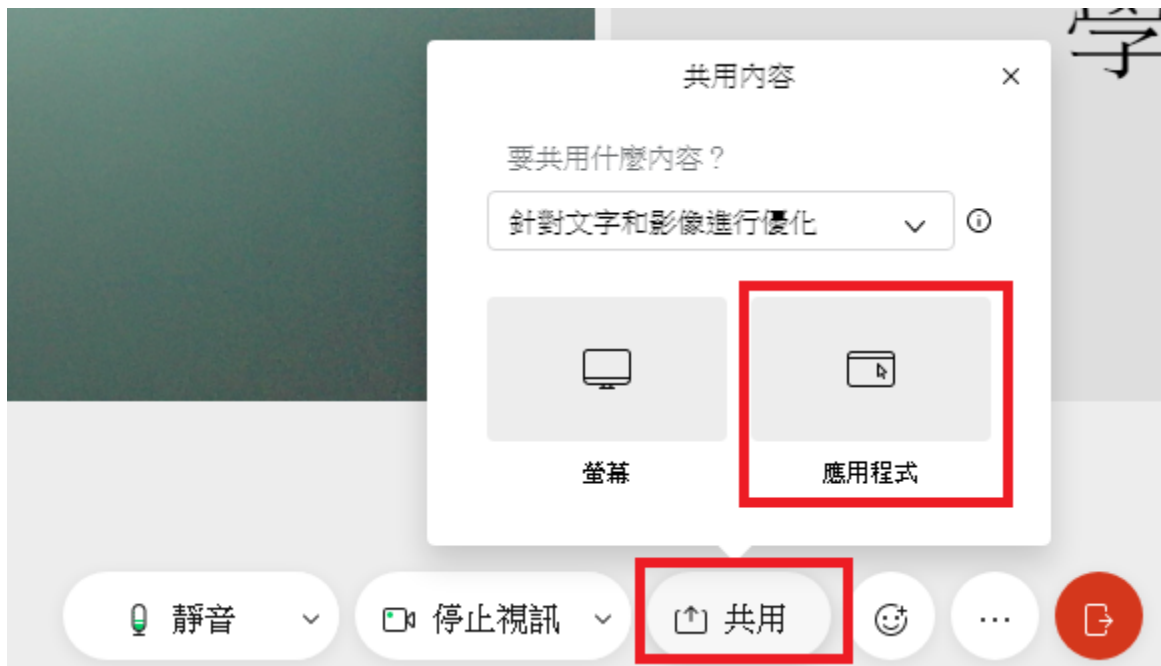 學
共用內容
要共用什麼內容？
針對文字和影像進行優化
螢幕
應用程式
靜音
停止視訊
共用